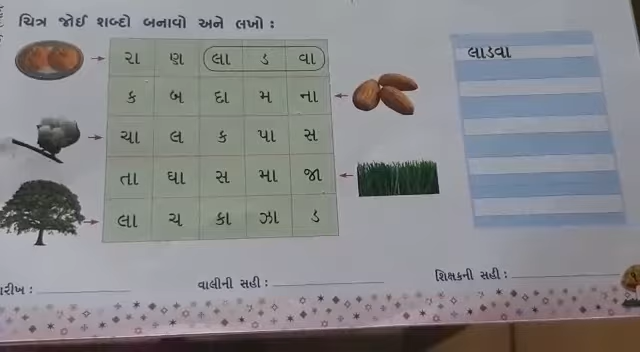 ચિત્ર જોઈ શબ્દો બનાવો અને લખો :
રા ણ લા ડ વા
ક બ દા મ ના
ચા લ ક પા સ
તા ઘા સ મા જા
લા ચ કા ઝા ડ
લાડવા
રીખ :
વાલીની સહી :
શિક્ષકની સહી :